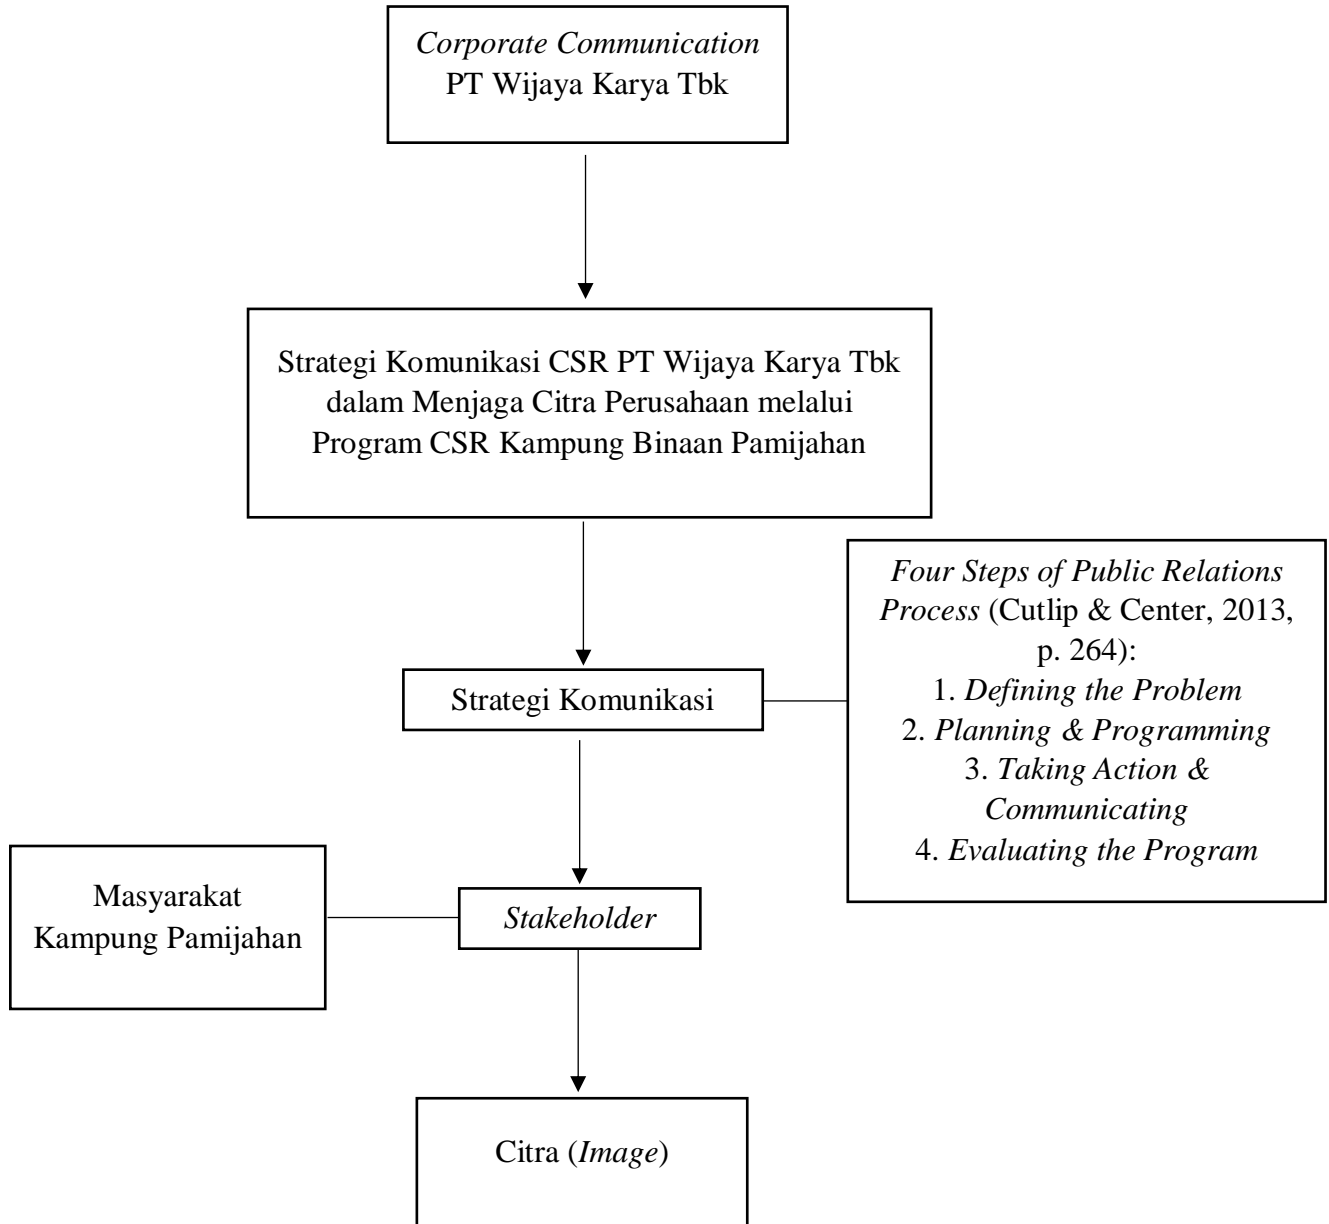 Corporate Communication
PT Wijaya Karya Tbk
Strategi Komunikasi CSR PT Wijaya Karya Tbk
dalam Menjaga Citra Perusahaan melalui
Program CSR Kampung Binaan Pamijahan
Four Steps of Public Relations
Process (Cutlip & Center, 2013,
p. 264):
1. Defining the Problem
2. Planning & Programming
3. Taking Action &
Communicating
4. Evaluating the Program
Strategi Komunikasi
Masyarakat
Kampung Pamijahan
Stakeholder
Citra (Image)